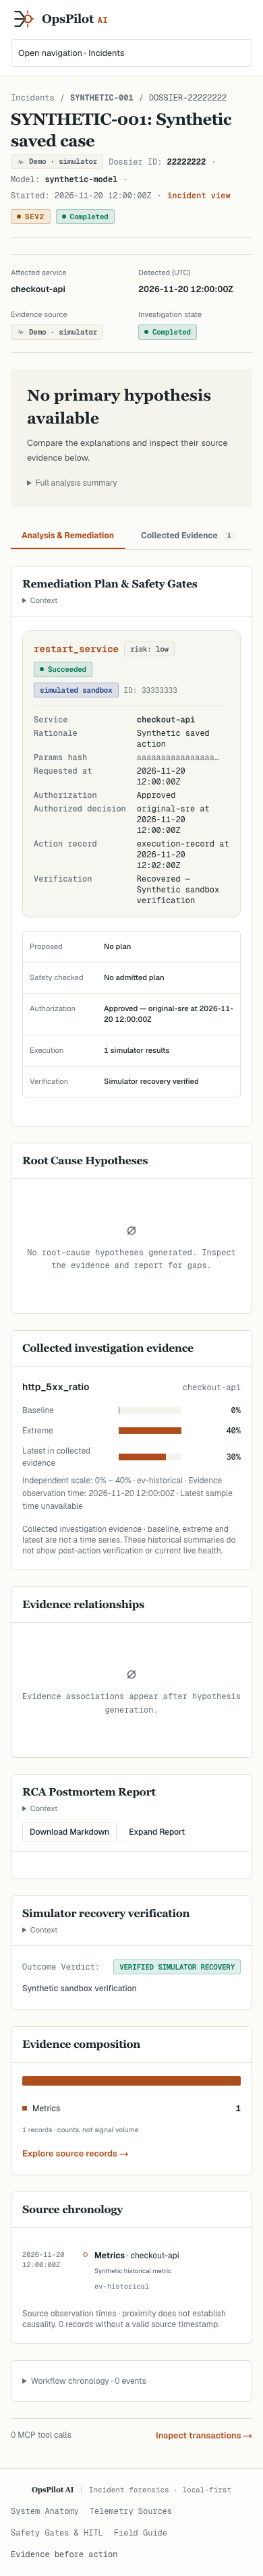 OpsPilot AI
Open navigation · Incidents
Incidents / SYNTHETIC-001 / DOSSIER-22222222
SYNTHETIC-001: Synthetic
saved case
Demo · simulator Dossier ID: 22222222 ·
Model: synthetic-model ·
Started: 2026-11-20 12:00:00Z · incident view
SEV2 Completed
Affected service Detected (UTC)
checkout-api 2026-11-20 12:00:00Z
Evidence source Investigation state
Demo · simulator Completed
No primary hypothesis
available
Compare the explanations and inspect their source
evidence below.
Full analysis summary
Analysis & Remediation Collected Evidence 1
Remediation Plan & Safety Gates
Context
restart_service risk: low
Succeeded
simulated sandbox ID: 33333333
Service checkout-api
Rationale Synthetic saved
action
Params hash aaaaaaaaaaaaaaaa…
Requested at 2026-11-20
12:00:00Z
Authorization Approved
Authorized decision original-sre at
2026-11-20
12:00:00Z
Action record execution-record at
2026-11-20
12:02:00Z
Verification Recovered —
Synthetic sandbox
verification
Proposed No plan
Safety checked No admitted plan
Authorization Approved — original-sre at 2026-11-
20 12:00:00Z
Execution 1 simulator results
Verification Simulator recovery verified
Root Cause Hypotheses
∅
No root-cause hypotheses generated. Inspect
the evidence and report for gaps.
Collected investigation evidence
http_5xx_ratio checkout-api
Baseline 0%
Extreme 40%
Latest in collected
evidence 30%
Independent scale: 0% – 40% · ev-historical · Evidence
observation time: 2026-11-20 12:00:00Z · Latest sample
time unavailable
Collected investigation evidence · baseline, extreme and
latest are not a time series. These historical summaries do
not show post-action verification or current live health.
Evidence relationships
∅
Evidence associations appear after hypothesis
generation.
RCA Postmortem Report
Context
Download Markdown Expand Report
Simulator recovery verification
Context
Outcome Verdict: VERIFIED SIMULATOR RECOVERY
Synthetic sandbox verification
Evidence composition
Metrics 1
1 records · counts, not signal volume
Explore source records →
Source chronology
2026-11-20
12:00:00Z
Metrics · checkout-api
Synthetic historical metric
ev-historical
Source observation times · proximity does not establish
causality. 0 records without a valid source timestamp.
Workflow chronology · 0 events
0 MCP tool calls Inspect transactions →
OpsPilot AI | Incident forensics · local-first
System Anatomy Telemetry Sources
Safety Gates & HITL Field Guide
Evidence before action